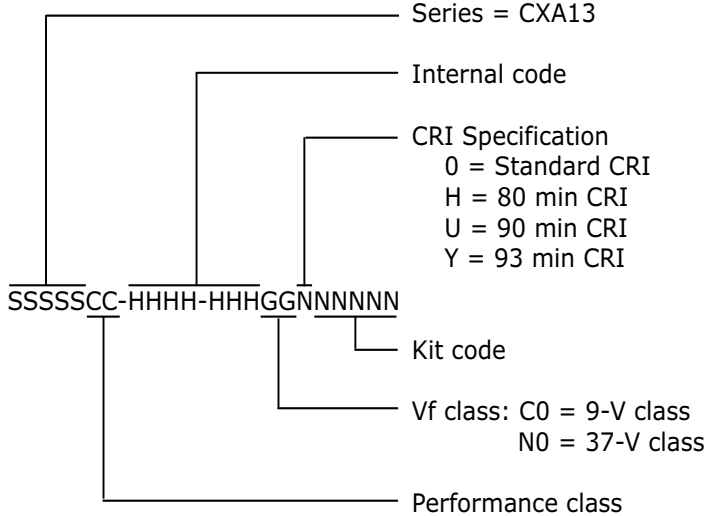 Series = CXA13
Internal code
CRI Specification
0 = Standard CRI
H = 80 min CRI
U = 90 min CRI
Y = 93 min CRI
SSSSSCC-HHHH-HHHGGNNNNNN
Kit code
Vf class: C0 = 9-V class
N0 = 37-V class
Performance class